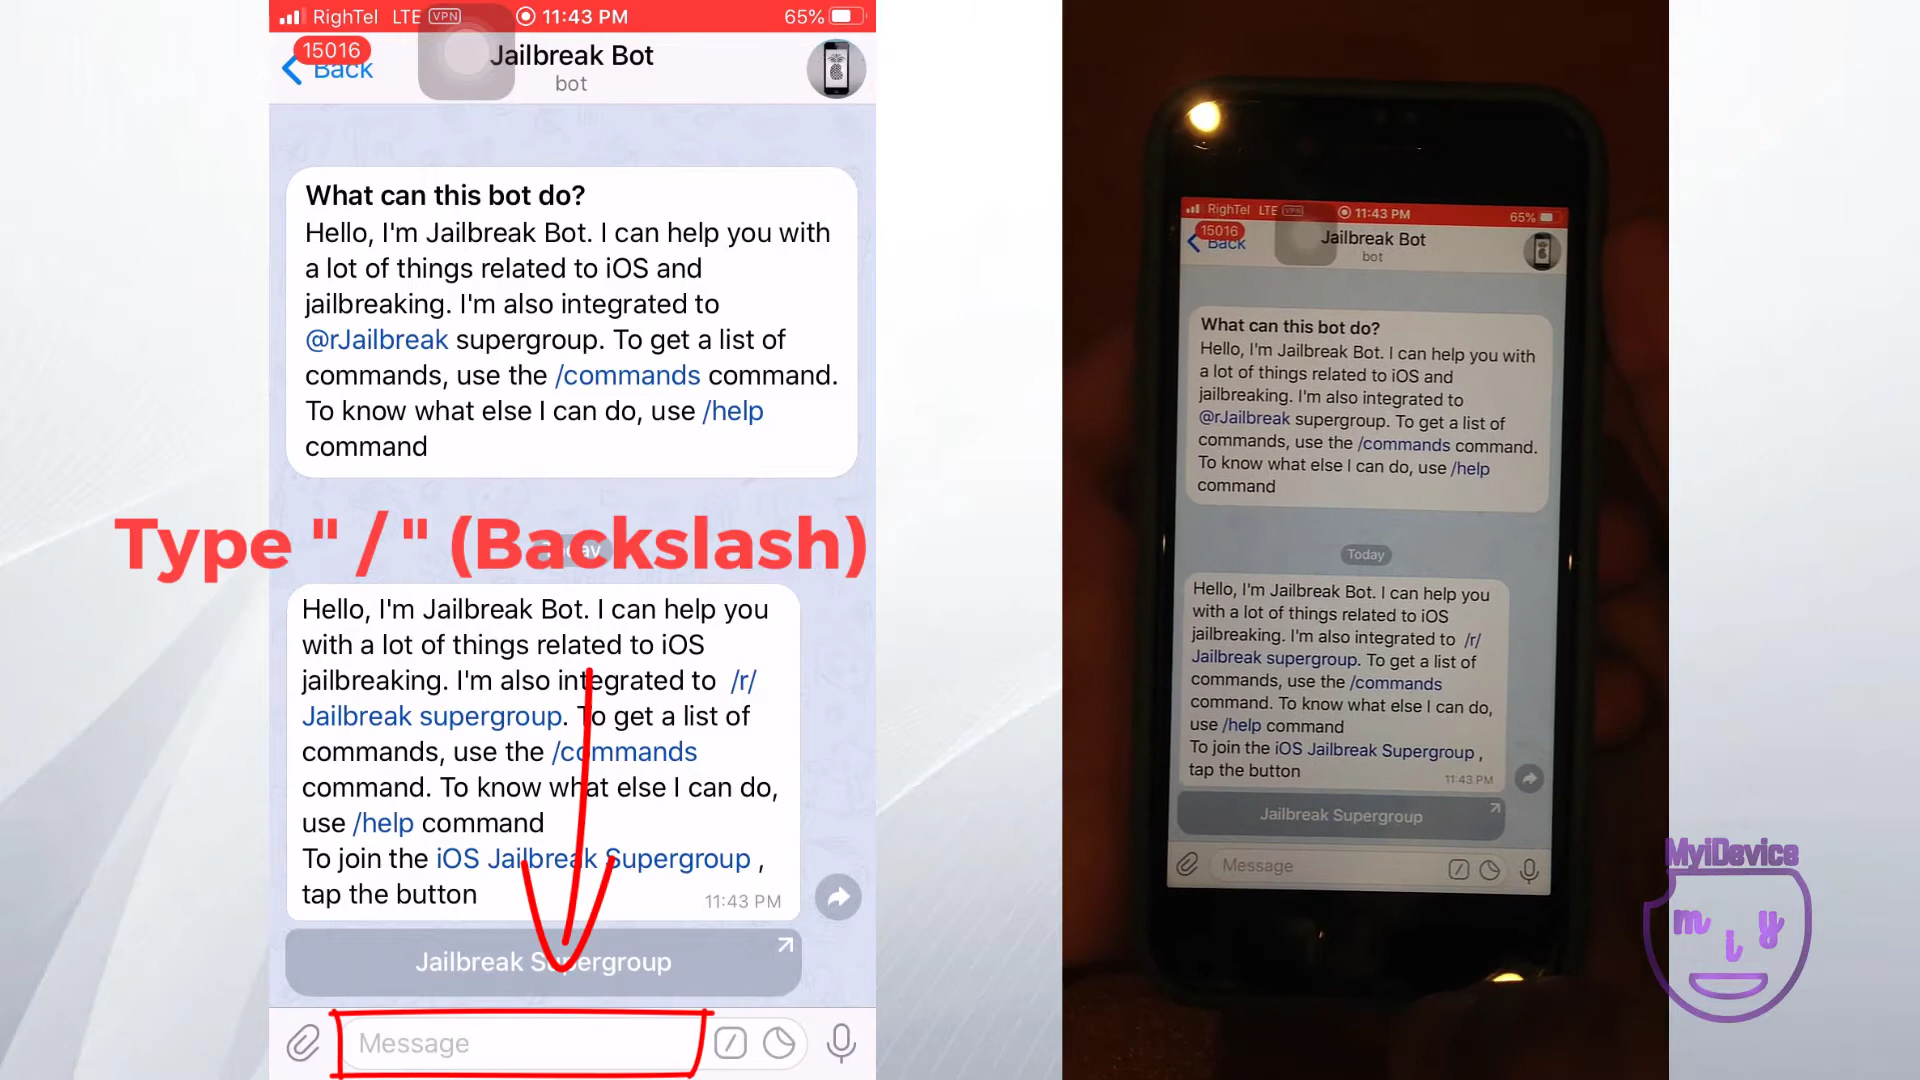 RighTel LTE VPN 11:43 PM 65%
15016
Back
Jailbreak Bot
bot
What can this bot do?
Hello, I'm Jailbreak Bot. I can help you with
a lot of things related to iOS and
jailbreaking. I'm also integrated to
@rJailbreak supergroup. To get a list of
commands, use the /commands command.
To know what else I can do, use /help
command
Today
Type "/" (Backslash)
Hello, I'm Jailbreak Bot. I can help you
with a lot of things related to iOS
jailbreaking. I'm also integrated to /r/
Jailbreak supergroup. To get a list of
commands, use the /commands
command. To know what else I can do,
use /help command
To join the iOS Jailbreak Supergroup ,
tap the button
11:43 PM
Jailbreak Supergroup
Message
RighTel LTE VPN 11:43 PM 65%
15016
Back
Jailbreak Bot
bot
What can this bot do?
Hello, I'm Jailbreak Bot. I can help you with
a lot of things related to iOS and
jailbreaking. I'm also integrated to
@rJailbreak supergroup. To get a list of
commands, use the /commands command.
To know what else I can do, use /help
command
Today
Hello, I'm Jailbreak Bot. I can help you
with a lot of things related to iOS
jailbreaking. I'm also integrated to /r/
Jailbreak supergroup. To get a list of
commands, use the /commands
command. To know what else I can do,
use /help command
To join the iOS Jailbreak Supergroup ,
tap the button
11:43 PM
Jailbreak Supergroup
Message
MyiDevice
m i y